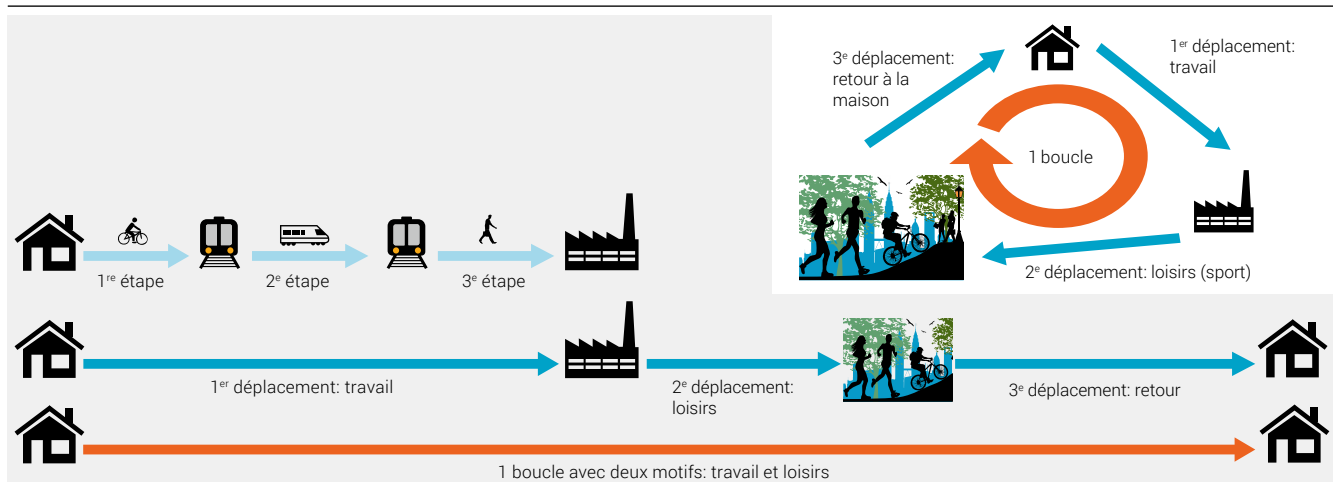 3ᵉ déplacement:
retour à la
maison
1ᵉʳ déplacement:
travail
1 boucle
2ᵉ déplacement: loisirs (sport)
1ʳᵉ étape
2ᵉ étape
3ᵉ étape
1ᵉʳ déplacement: travail
2ᵉ déplacement:
loisirs
3ᵉ déplacement: retour
1 boucle avec deux motifs: travail et loisirs